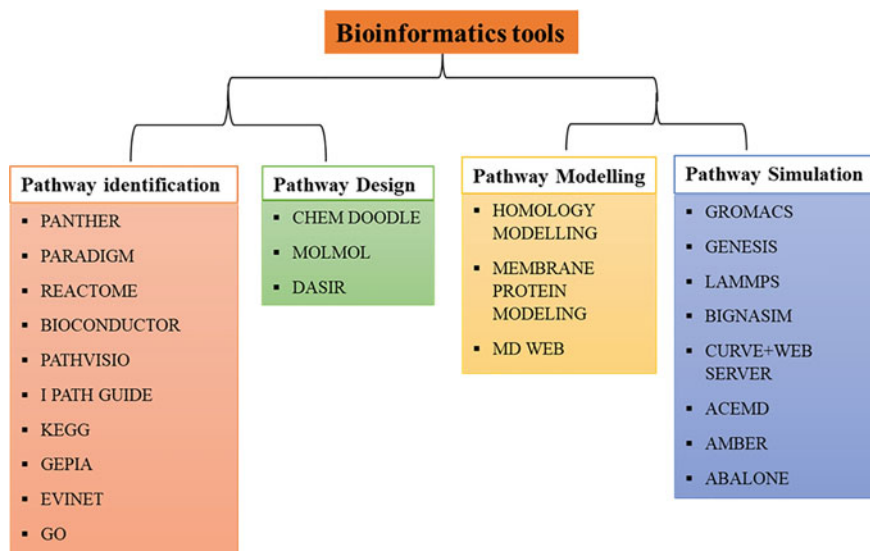 Bioinformatics tools
Pathway identification
▪ PANTHER
▪ PARADIGM
▪ REACTOME
▪ BIOCONDUCTOR
▪ PATHVISIO
▪ I PATH GUIDE
▪ KEGG
▪ GEPIA
▪ EVINET
▪ GO
Pathway Design
▪ CHEM DOODLE
▪ MOLMOL
▪ DASIR
Pathway Modelling
▪ HOMOLOGY
MODELLING
▪ MEMBRANE
PROTEIN
MODELING
▪ MD WEB
Pathway Simulation
▪ GROMACS
▪ GENESIS
▪ LAMMPS
▪ BIGNASIM
▪ CURVE+WEB
SERVER
▪ ACEMD
▪ AMBER
▪ ABALONE